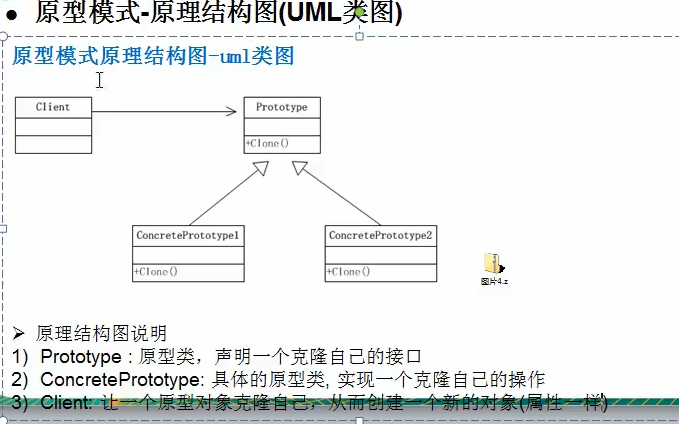 ● 原型模式-原理结构图(UML类图)
原型模式原理结构图-uml类图
Client
Prototype
+Clone()
ConcretePrototype1
ConcretePrototype2
+Clone()
+Clone()
图片4.z
➢ 原理结构图说明
1) Prototype : 原型类，声明一个克隆自己的接口
2) ConcretePrototype: 具体的原型类, 实现一个克隆自己的操作
3) Client: 让一个原型对象克隆自己，从而创建一个新的对象(属性一样)